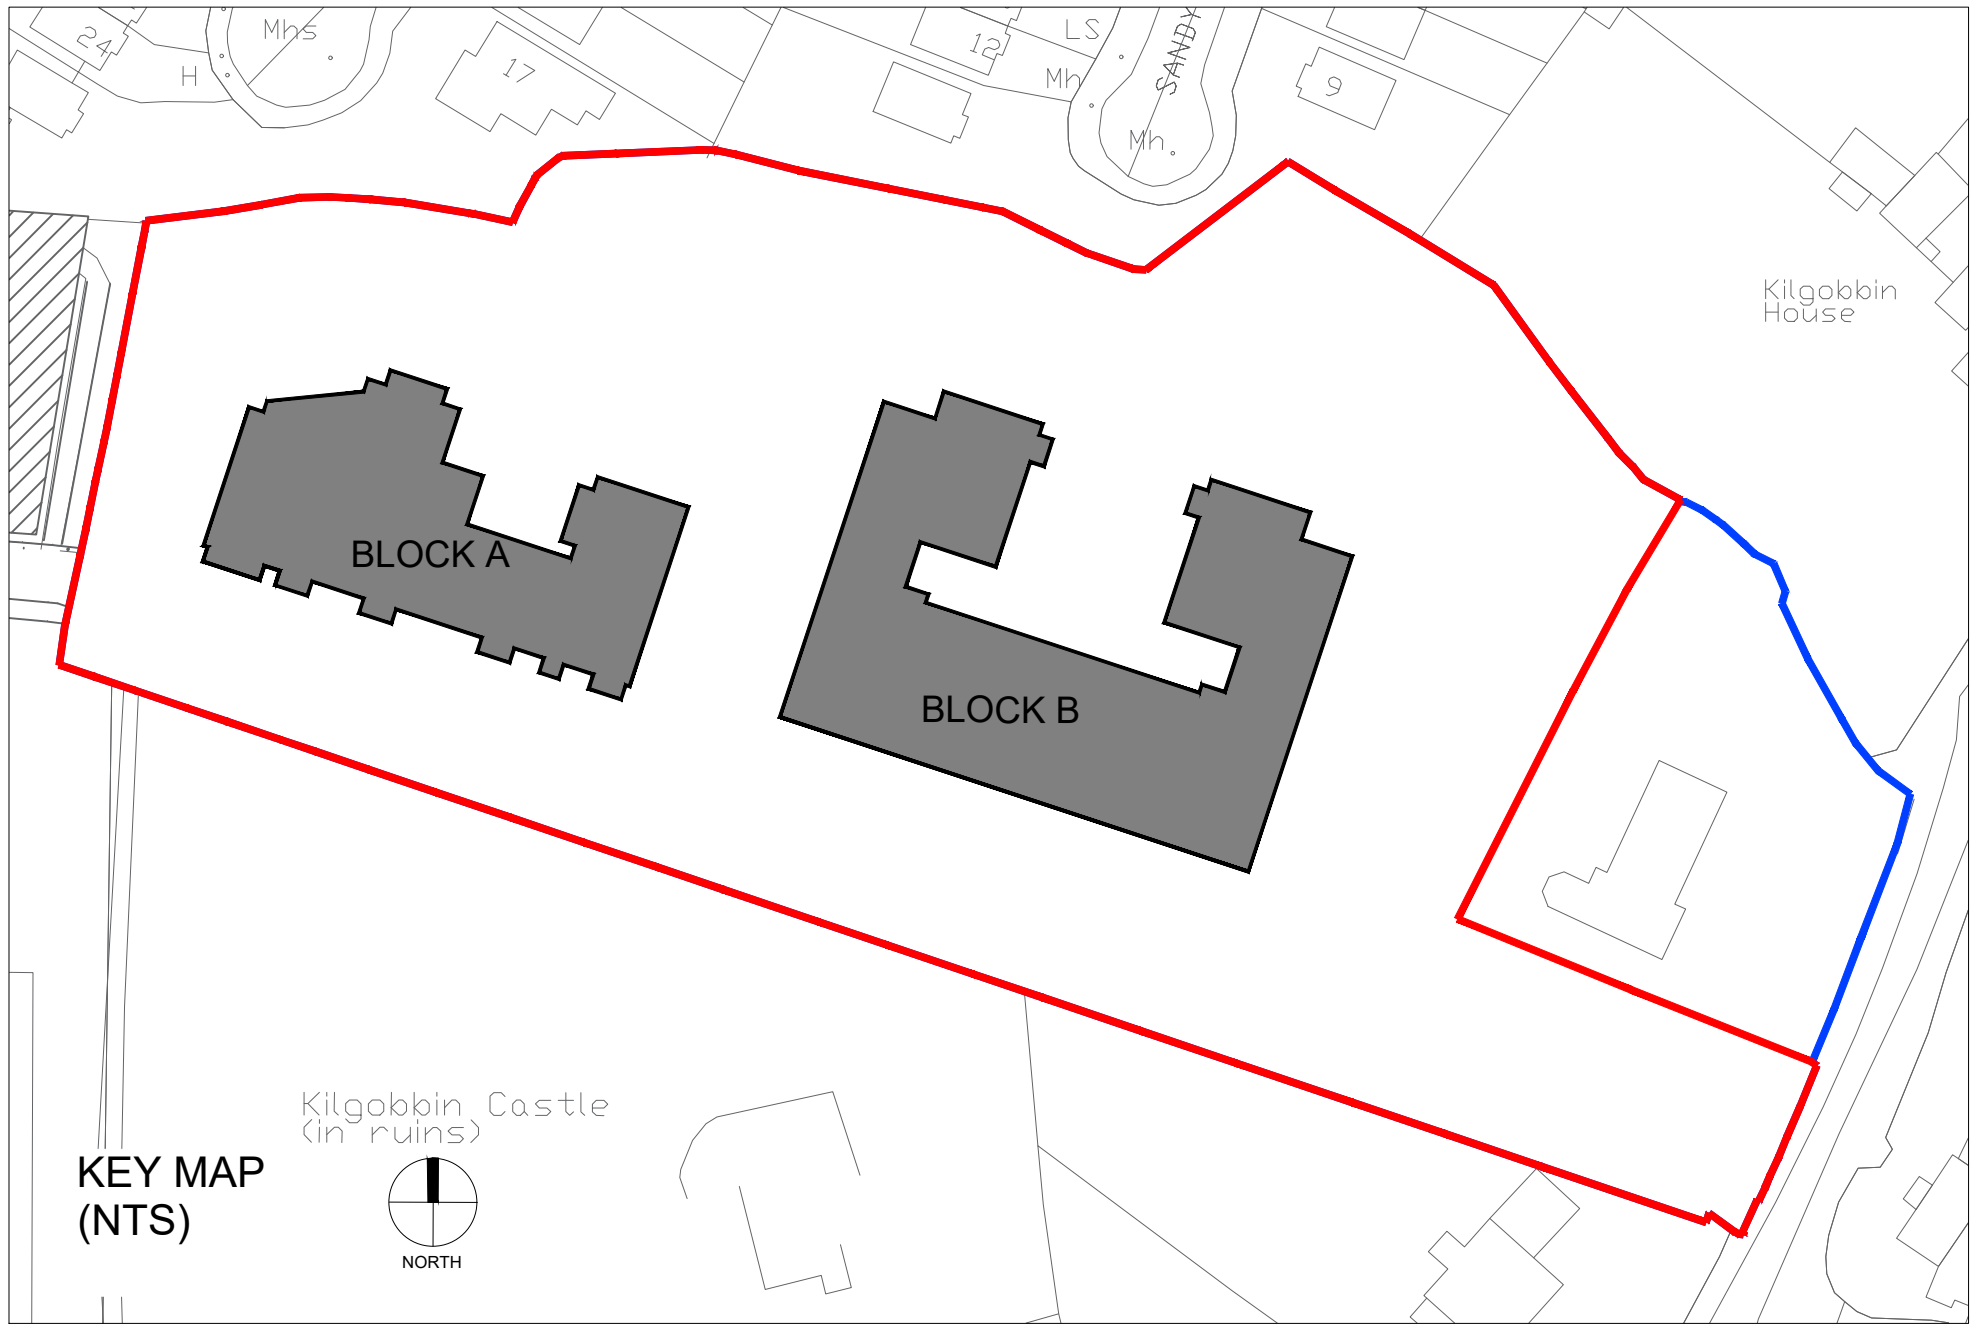 24
Mhs
H
17
12
LS
Mh
SANDY
Mh
9
Kilgobbin
House
BLOCK A
BLOCK B
Kilgobbin Castle
(in ruins)
KEY MAP
(NTS)
NORTH